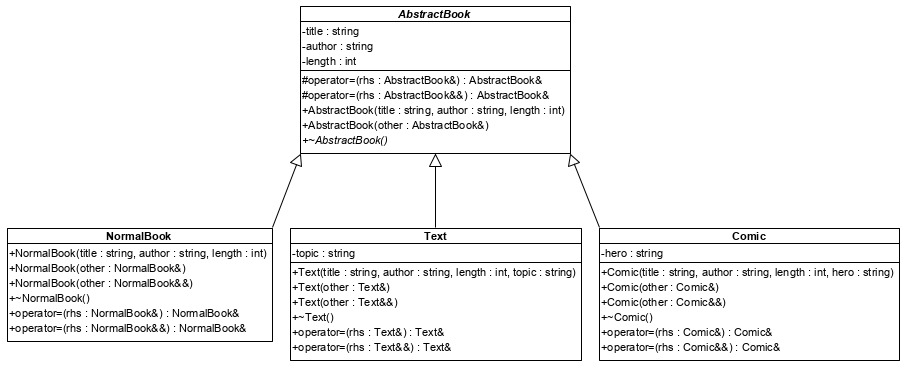 AbstractBook
-title : string
-author : string
-length : int
#operator=(rhs : AbstractBook&) : AbstractBook&
#operator=(rhs : AbstractBook&&) : AbstractBook&
+AbstractBook(title : string, author : string, length : int)
+AbstractBook(other : AbstractBook&)
+~AbstractBook()
NormalBook
+NormalBook(title : string, author : string, length : int)
+NormalBook(other : NormalBook&)
+NormalBook(other : NormalBook&&)
+~NormalBook()
+operator=(rhs : NormalBook&) : NormalBook&
+operator=(rhs : NormalBook&&) : NormalBook&
Text
-topic : string
+Text(title : string, author : string, length : int, topic : string)
+Text(other : Text&)
+Text(other : Text&&)
+~Text()
+operator=(rhs : Text&) : Text&
+operator=(rhs : Text&&) : Text&
Comic
-hero : string
+Comic(title : string, author : string, length : int, hero : string)
+Comic(other : Comic&)
+Comic(other : Comic&&)
+~Comic()
+operator=(rhs : Comic&) : Comic&
+operator=(rhs : Comic&&) : Comic&